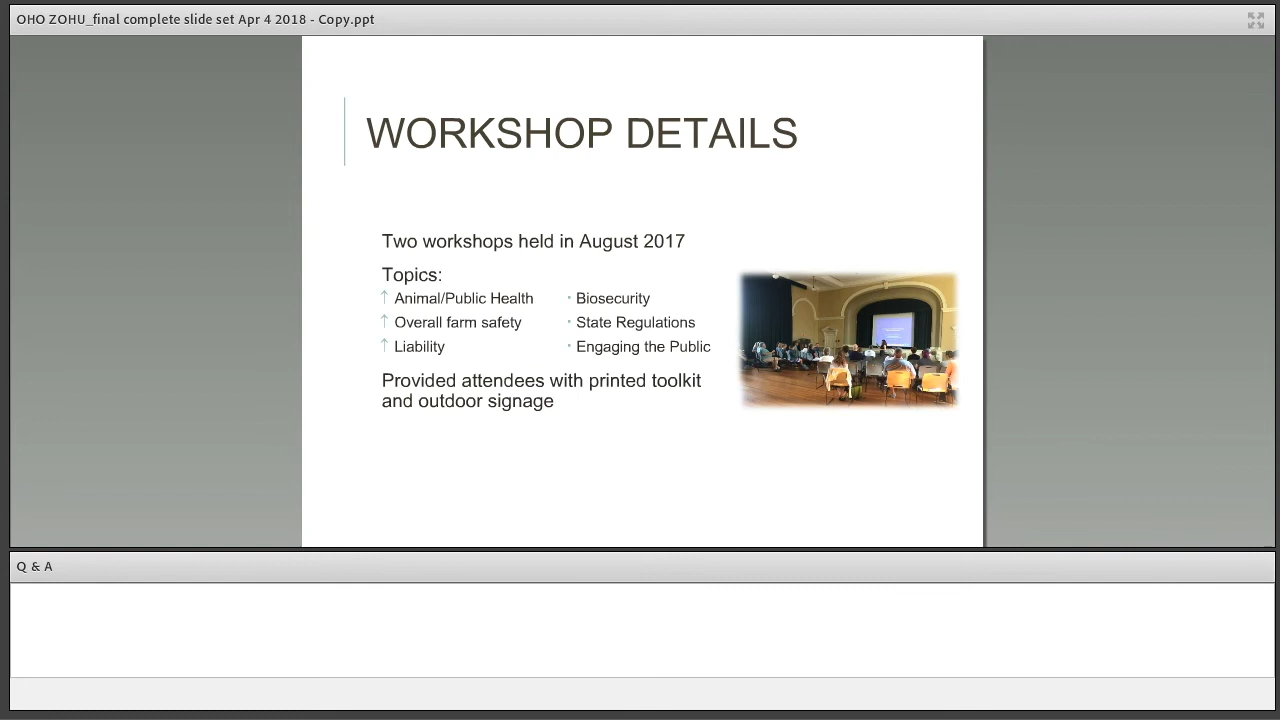 OHO ZOHU_final complete slide set Apr 4 2018 - Copy.ppt
WORKSHOP DETAILS
Two workshops held in August 2017
Topics:
↑ Animal/Public Health
↑ Overall farm safety
↑ Liability
· Biosecurity
· State Regulations
· Engaging the Public
Provided attendees with printed toolkit
and outdoor signage
Q & A